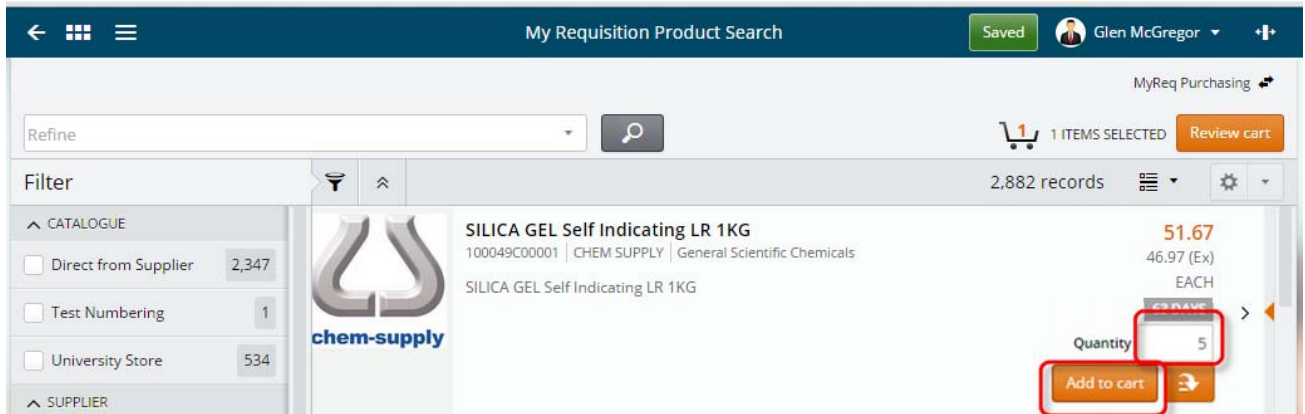 My Requisition Product Search
Saved
Glen McGregor
MyReq Purchasing
Refine
1
1 ITEMS SELECTED
Review cart
Filter
2,882 records
CATALOGUE
Direct from Supplier 2,347
Test Numbering 1
University Store 534
SUPPLIER
chem-supply
SILICA GEL Self Indicating LR 1KG
100049C00001 | CHEM SUPPLY | General Scientific Chemicals
SILICA GEL Self Indicating LR 1KG
51.67
46.97 (Ex)
EACH
63 DAYS
Quantity 5
Add to cart